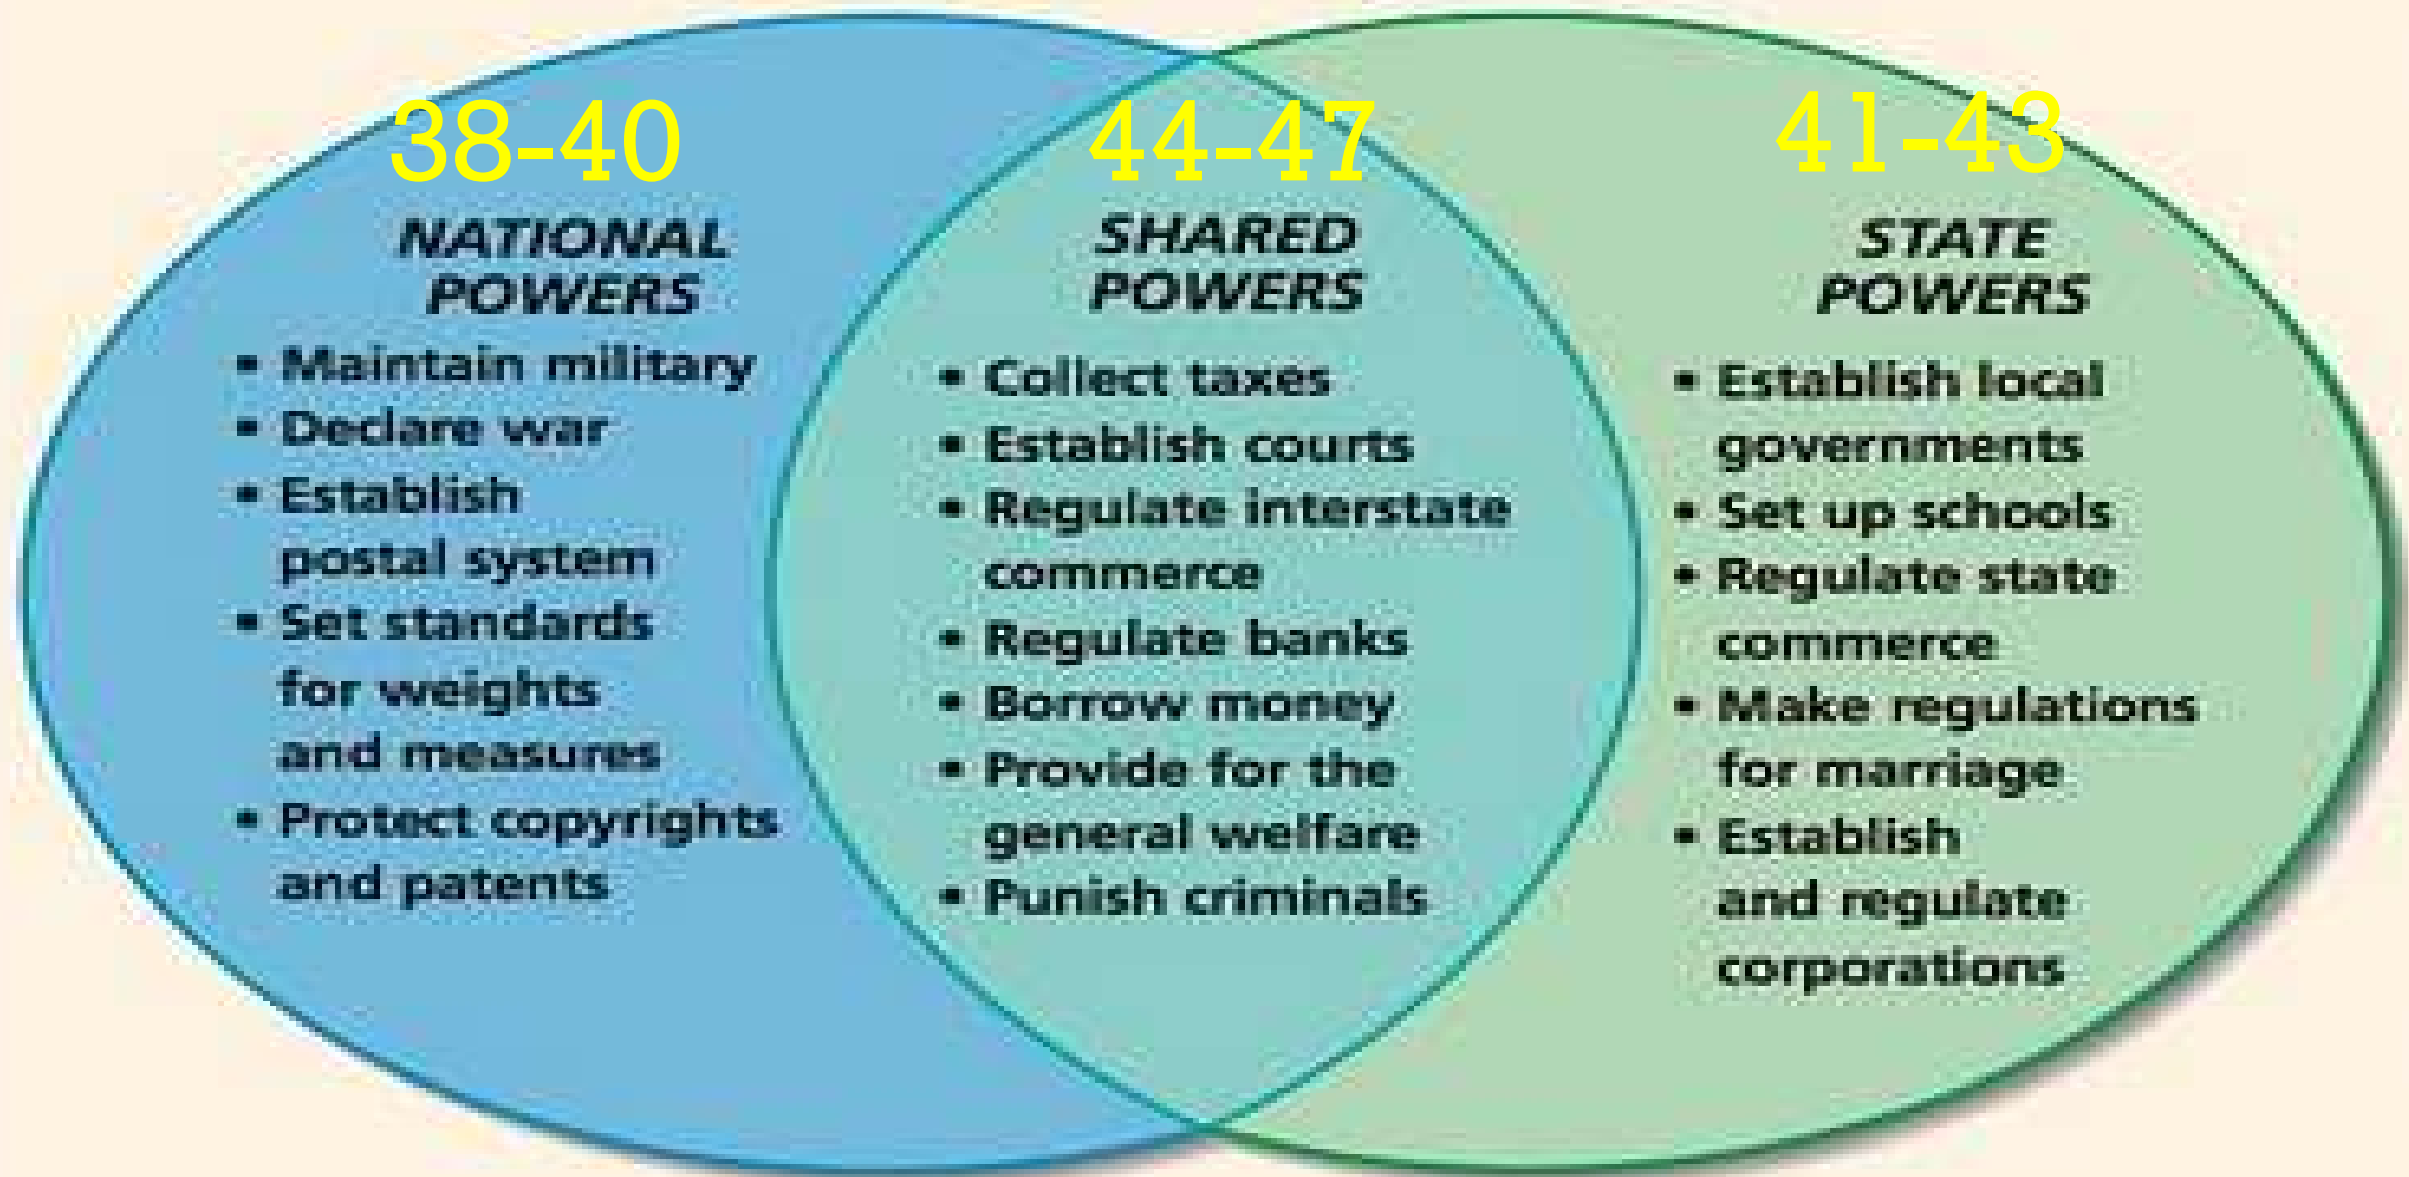 38-40
NATIONAL
POWERS
• Maintain military
• Declare war
• Establish
postal system
• Set standards
for weights
and measures
• Protect copyrights
and patents
44-47
SHARED
POWERS
• Collect taxes
• Establish courts
• Regulate interstate
commerce
• Regulate banks
• Borrow money
• Provide for the
general welfare
• Punish criminals
41-43
STATE
POWERS
• Establish local
governments
• Set up schools
• Regulate state
commerce
• Make regulations
for marriage
• Establish
and regulate
corporations